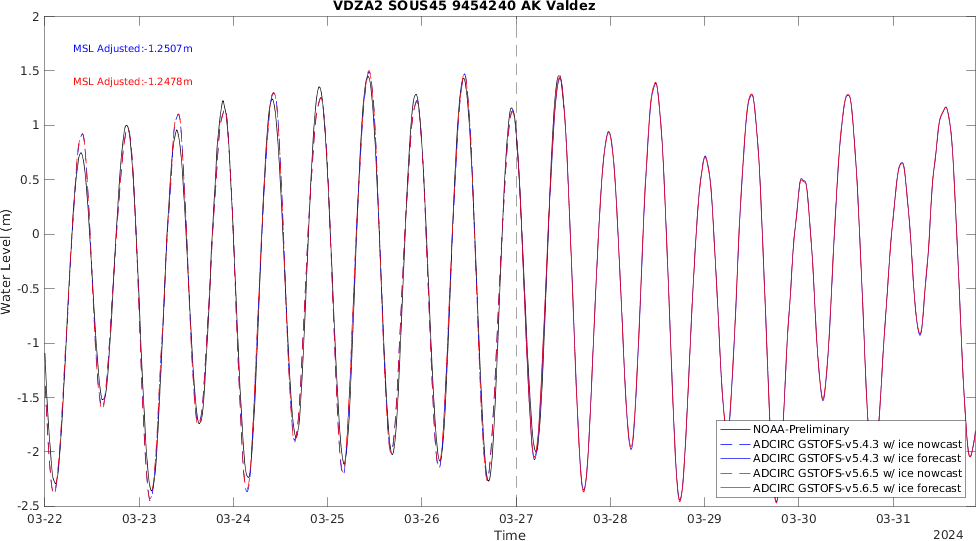 VDZA2 SOUS45 9454240 AK Valdez
2
MSL Adjusted:-1.2507m
1.5
MSL Adjusted:-1.2478m
1
0.5
0
Water Level (m)
-0.5
-1
-1.5
NOAA-Preliminary
ADCIRC GSTOFS-v5.4.3 w/ ice nowcast
-2
ADCIRC GSTOFS-v5.4.3 w/ ice forecast
ADCIRC GSTOFS-v5.6.5 w/ ice nowcast
ADCIRC GSTOFS-v5.6.5 w/ ice forecast
-2.5
03-22 03-23 03-24 03-25 03-26 03-27 03-28 03-29 03-30 03-31
Time
2024